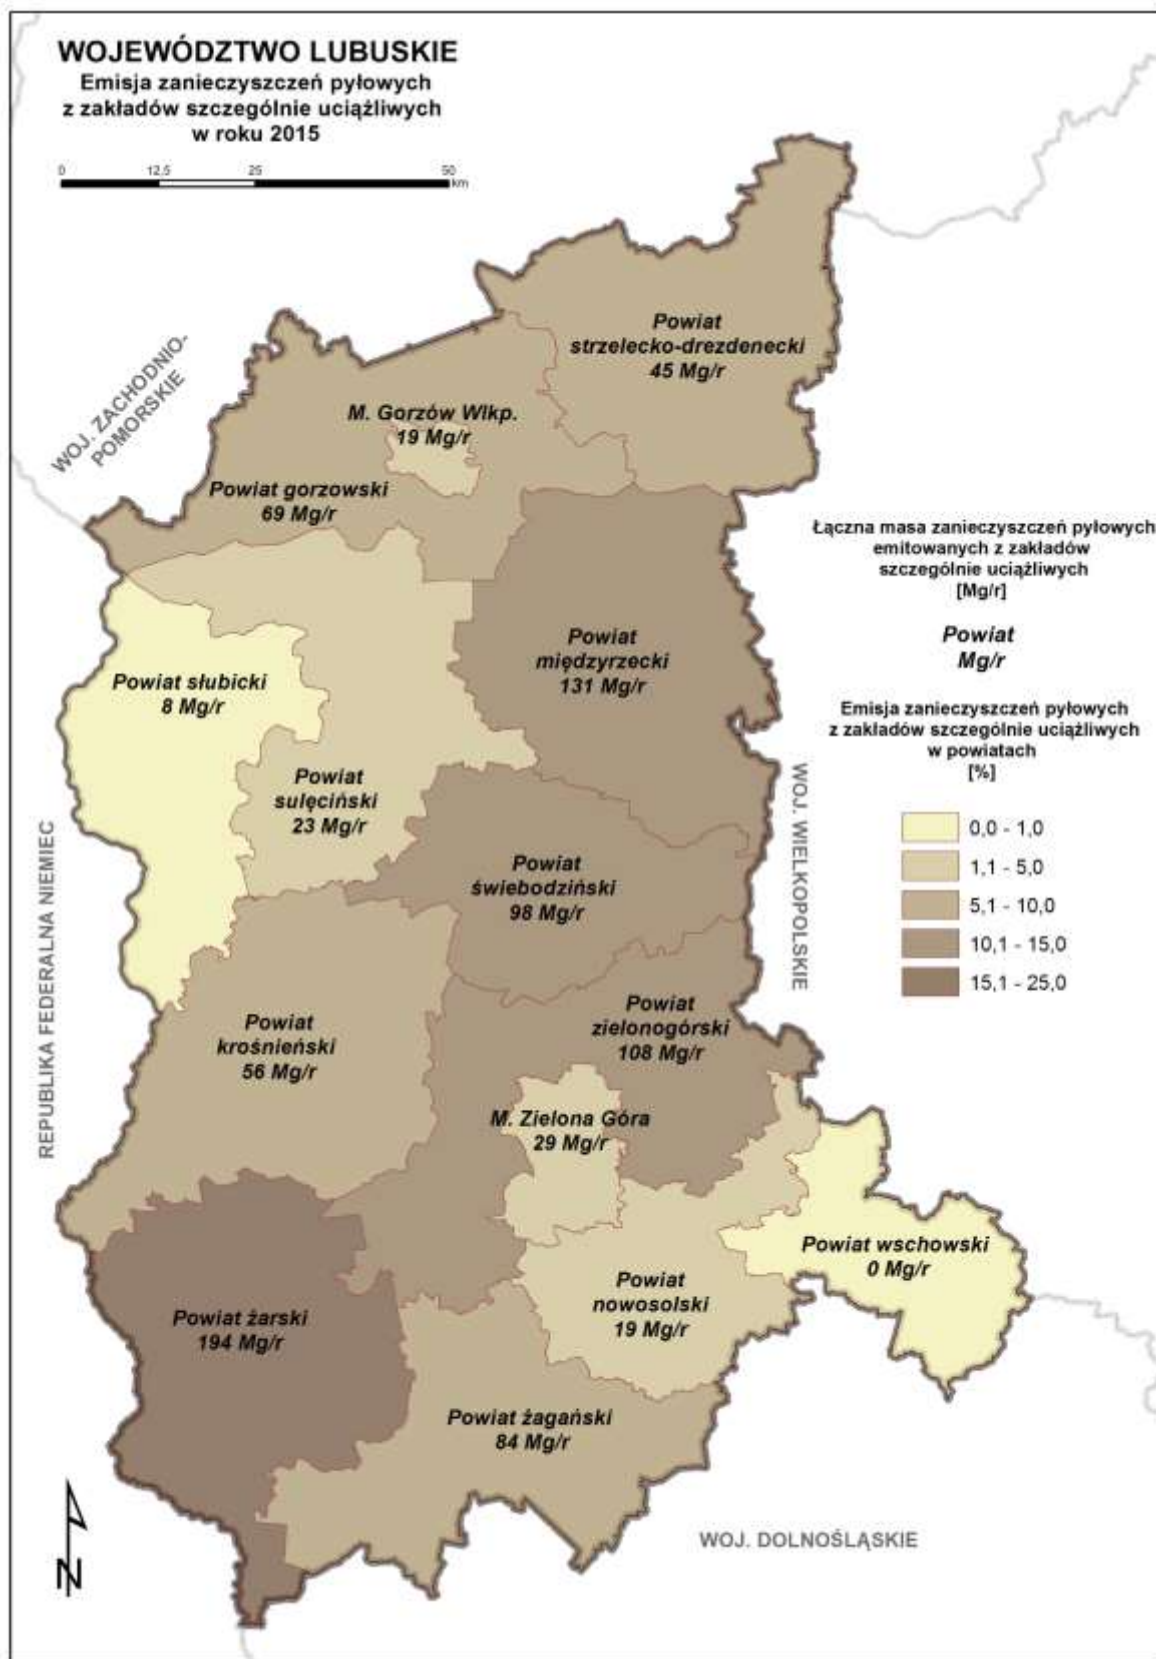 WOJEWÓDZTWO LUBUSKIE
Emisja zanieczyszczeń pyłowych
z zakładów szczególnie uciążliwych
w roku 2015
0 12,5 25 50
km
WOJ. ZACHODNIO-
POMORSKIE
Powiat
strzelecko-drezdenecki
45 Mg/r
M. Gorzów Wlkp.
19 Mg/r
Powiat gorzowski
69 Mg/r
Łączna masa zanieczyszczeń pyłowych
emitowanych z zakładów
szczególnie uciążliwych
[Mg/r]
Powiat
Mg/r
Emisja zanieczyszczeń pyłowych
z zakładów szczególnie uciążliwych
w powiatach
[%]
0,0 - 1,0
1,1 - 5,0
5,1 - 10,0
10,1 - 15,0
15,1 - 25,0
Powiat
międzyrzecki
131 Mg/r
Powiat słubicki
8 Mg/r
Powiat
sulęciński
23 Mg/r
Powiat
świebodziński
98 Mg/r
WOJ. WIELKOPOLSKIE
REPUBLIKA FEDERALNA NIEMIEC
Powiat
zielonogórski
108 Mg/r
Powiat
krośnieński
56 Mg/r
M. Zielona Góra
29 Mg/r
Powiat wschowski
0 Mg/r
Powiat
nowosolski
19 Mg/r
Powiat żarski
194 Mg/r
Powiat żagański
84 Mg/r
WOJ. DOLNOŚLĄSKIE
N